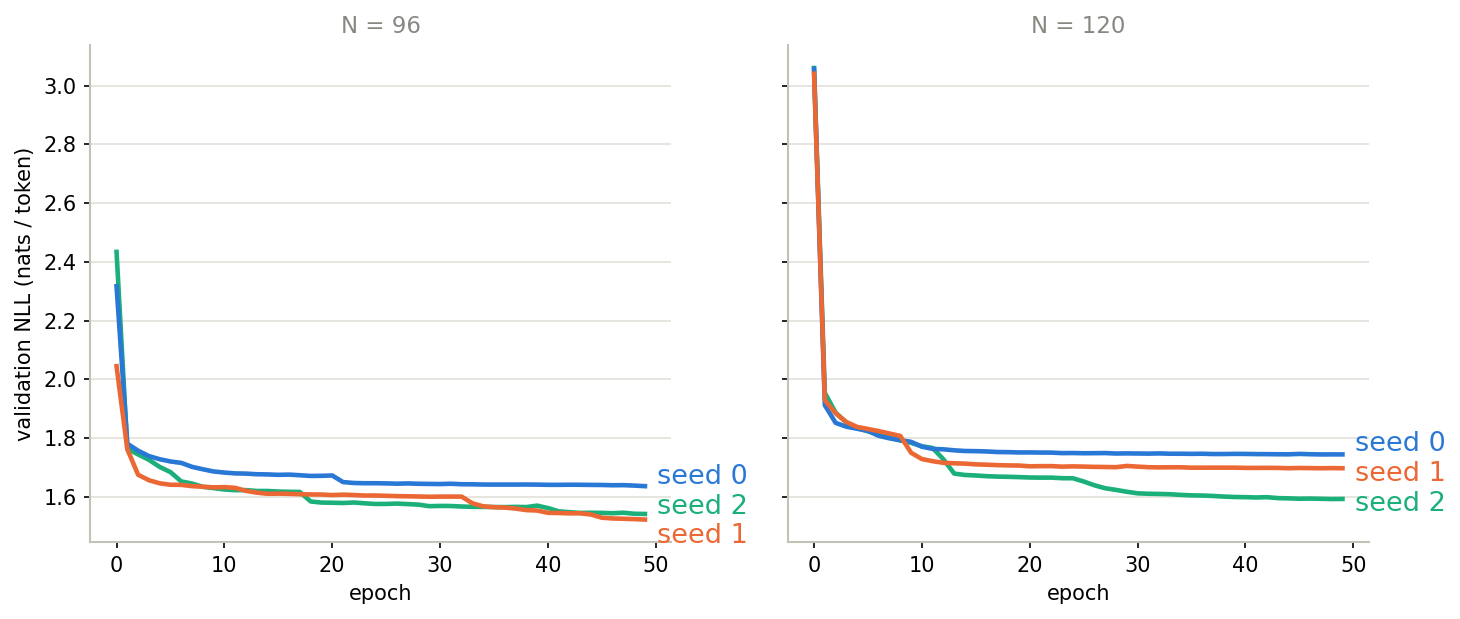 N = 96
N = 120
validation NLL (nats / token)
3.0
2.8
2.6
2.4
2.2
2.0
1.8
1.6
seed 0
seed 2
seed 1
seed 0
seed 1
seed 2
0 10 20 30 40 50
0 10 20 30 40 50
epoch
epoch